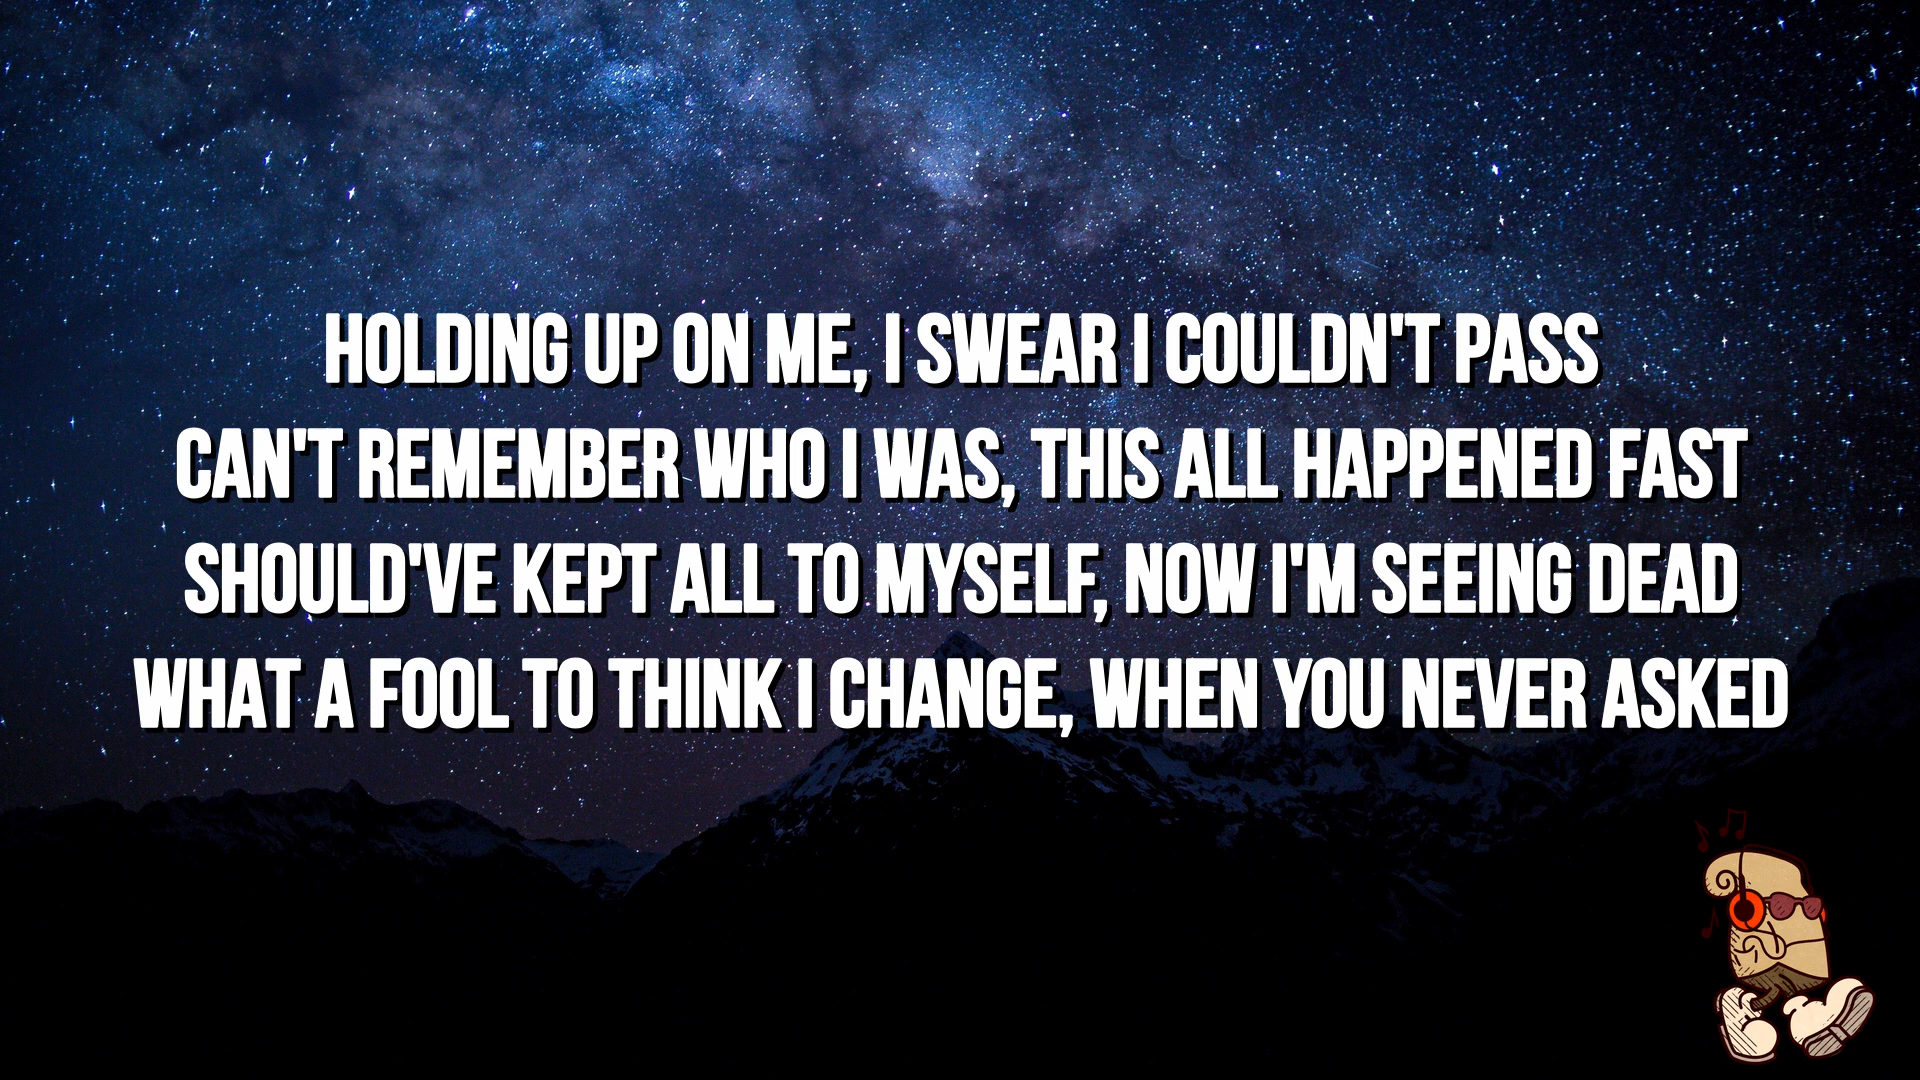 HOLDING UP ON ME, I SWEAR I COULDN'T PASS
CAN'T REMEMBER WHO I WAS, THIS ALL HAPPENED FAST
SHOULD'VE KEPT ALL TO MYSELF, NOW I'M SEEING DEAD
WHAT A FOOL TO THINK I CHANGE, WHEN YOU NEVER ASKED